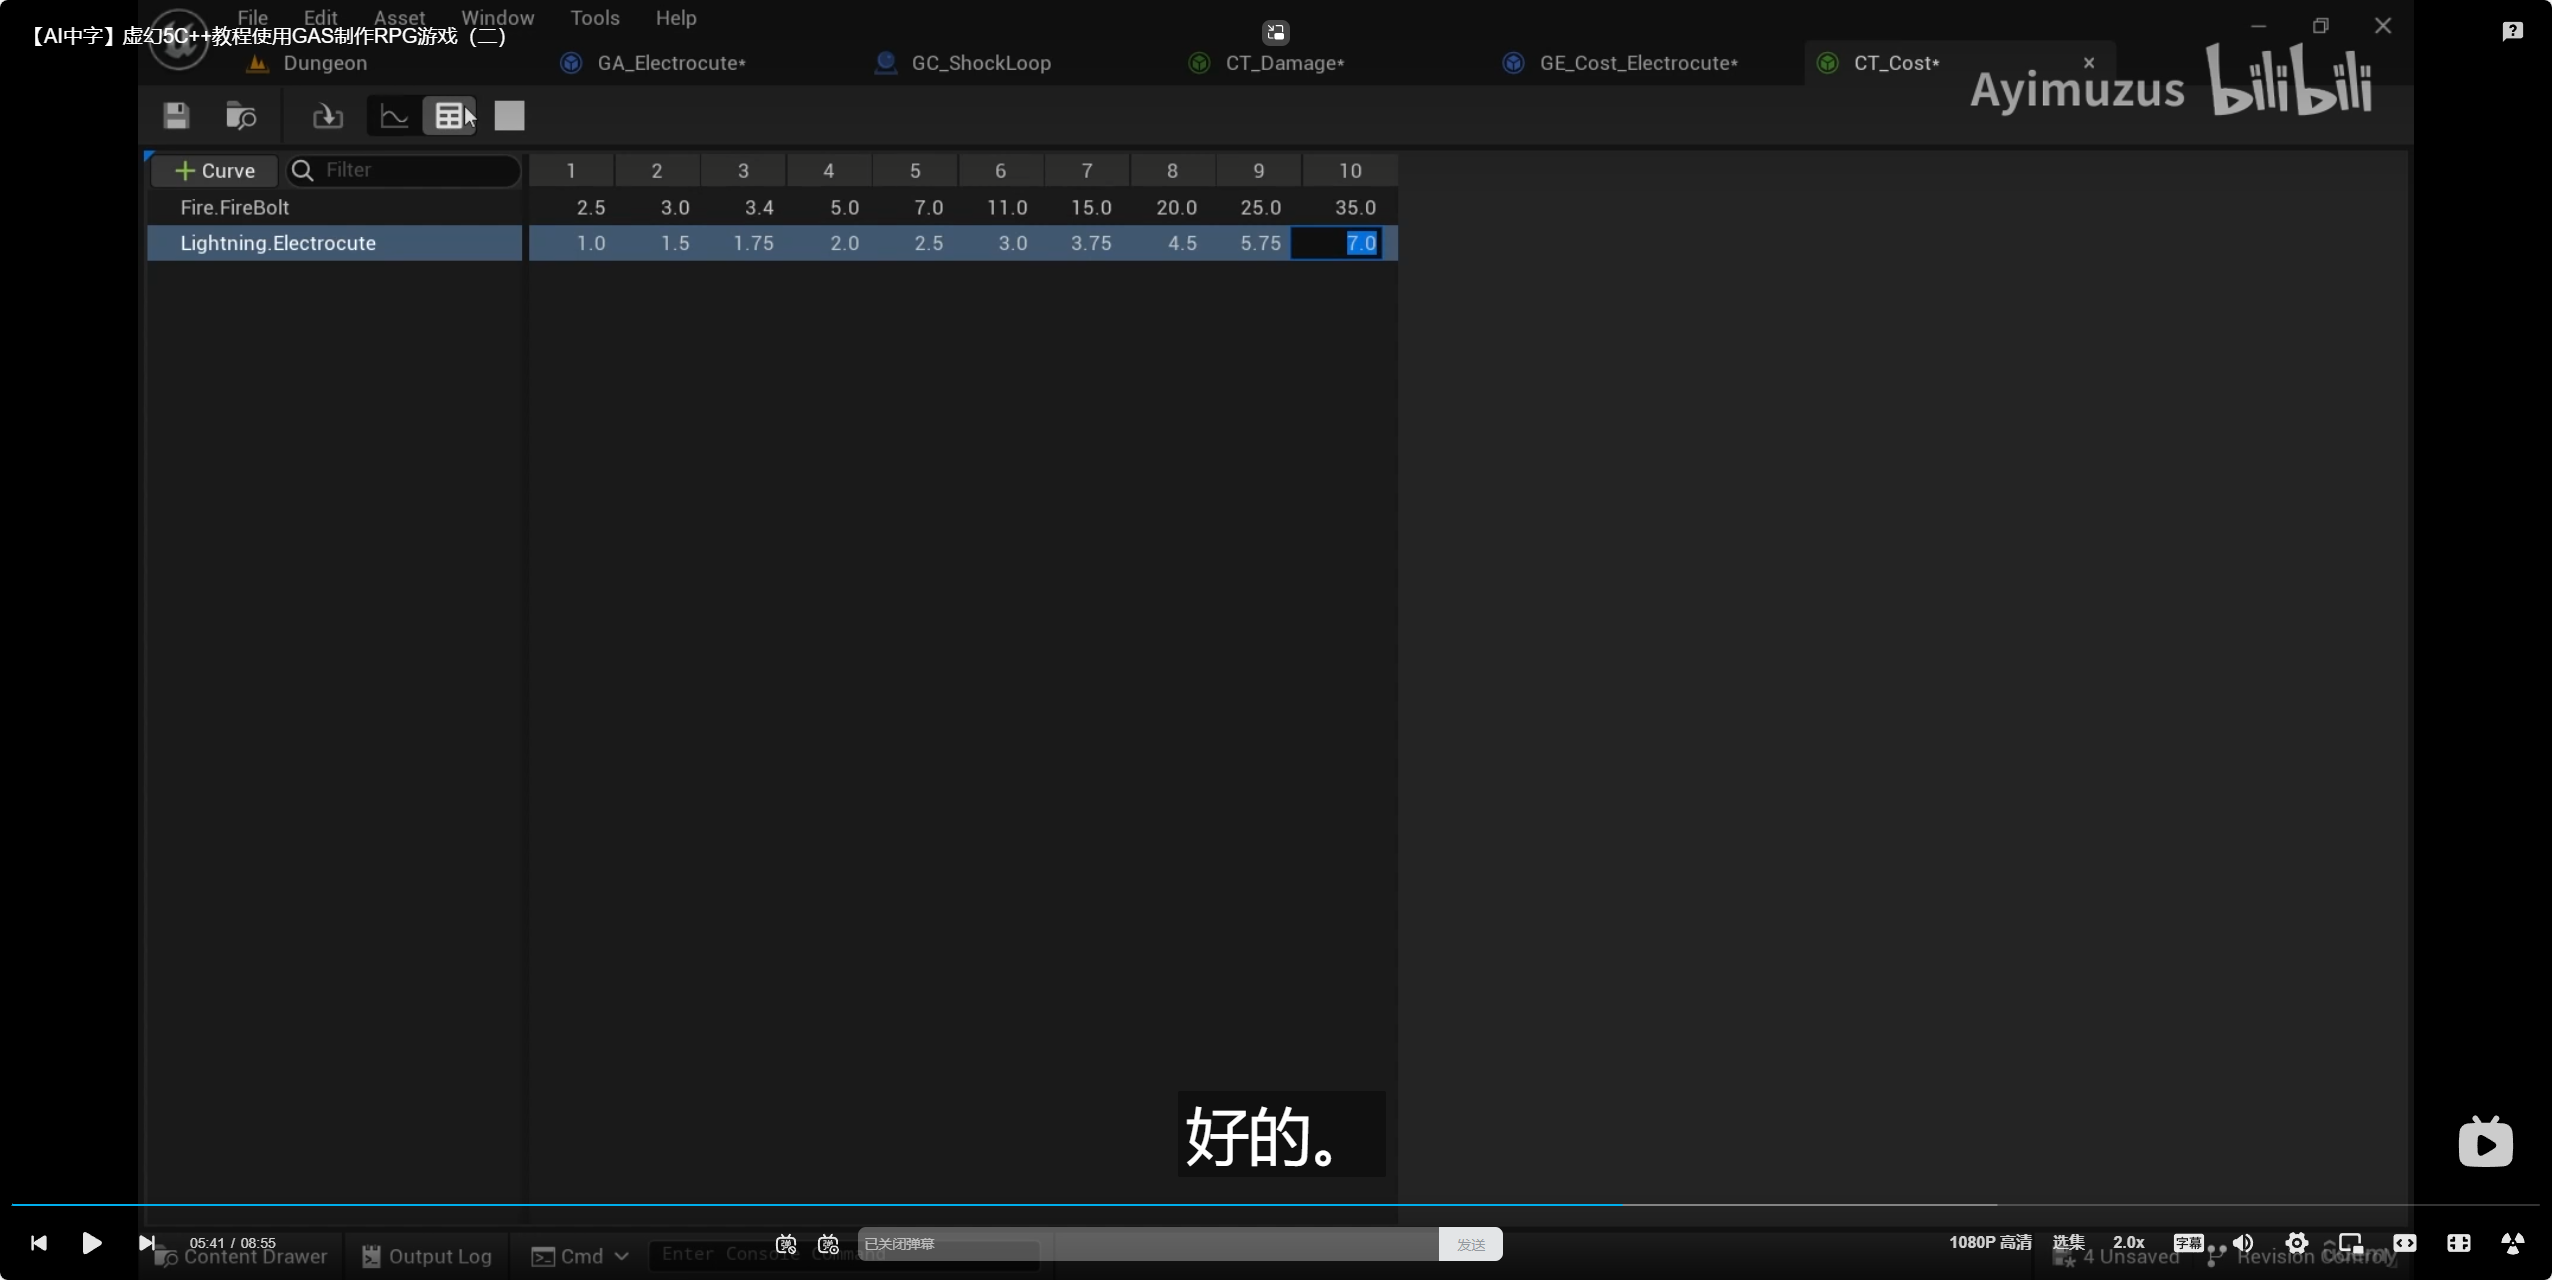 File Edit Asset Window Tools Help
【AI中字】虚幻5C++教程使用GAS制作RPG游戏（二）
Dungeon GA_Electrocute* GC_ShockLoop CT_Damage* GE_Cost_Electrocute* CT_Cost*
Ayimuzus bilibili
+ Curve Filter 1 2 3 4 5 6 7 8 9 10
Fire.FireBolt 2.5 3.0 3.4 5.0 7.0 11.0 15.0 20.0 25.0 35.0
Lightning.Electrocute 1.0 1.5 1.75 2.0 2.5 3.0 3.75 4.5 5.75 7.0
好的。
05:41 / 08:55 已关闭弹幕 发送 1080P 高清 选集 2.0x 字幕
Content Drawer Output Log Cmd Enter Console Command 4 Unsaved Revision Control